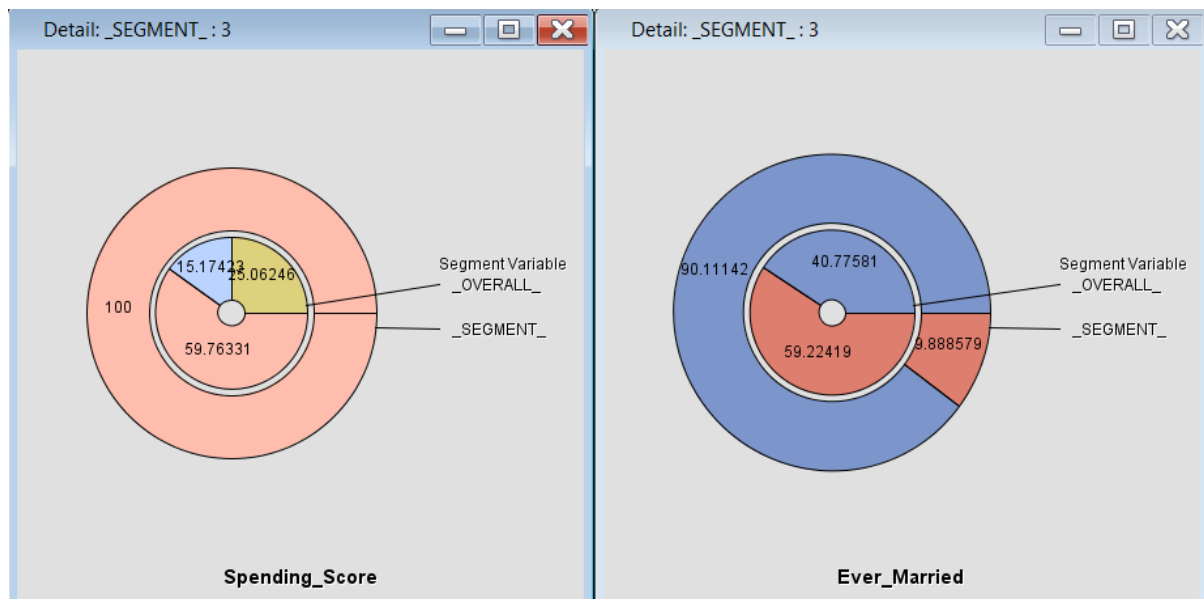 Detail: _SEGMENT_ : 3
15.17423
25.06246
100
59.76331
Segment Variable
_OVERALL_
_SEGMENT_
Spending_Score
Detail: _SEGMENT_ : 3
90.11142
40.77581
59.22419
9.888579
Segment Variable
_OVERALL_
_SEGMENT_
Ever_Married